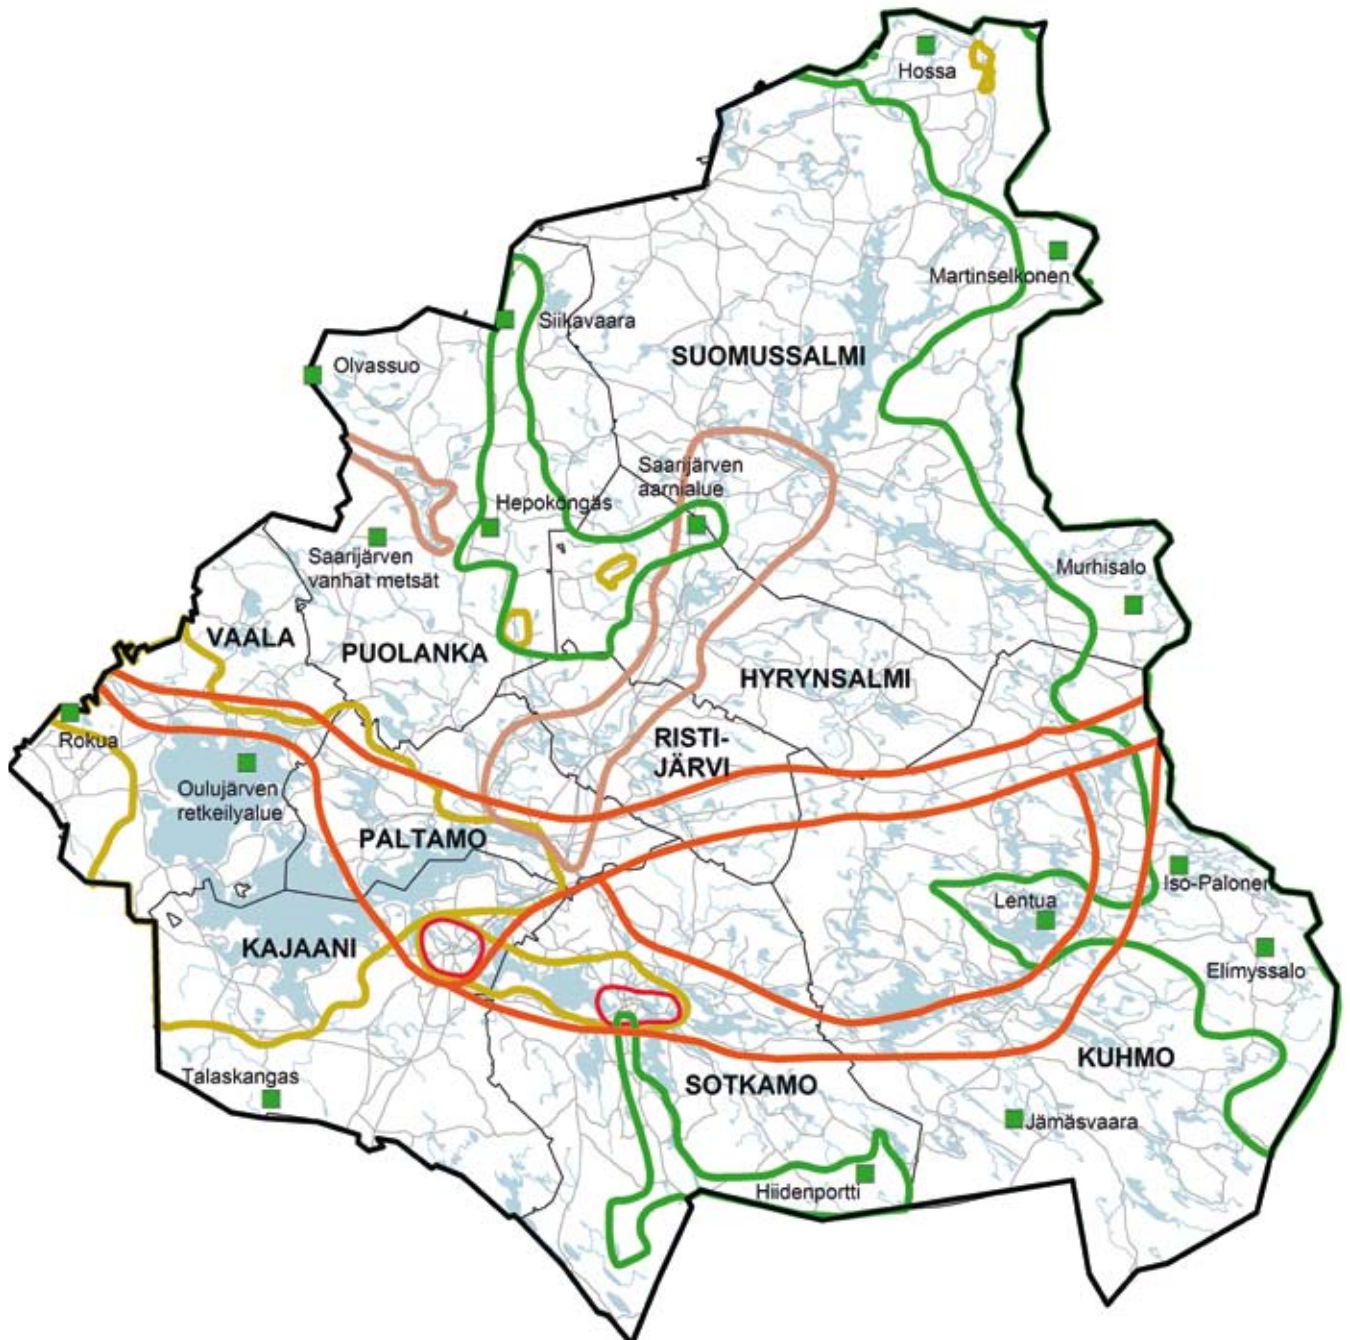 Hossa
Martinselkonen
Siikavaara
SUOMUSSALMI
Olvassuo
Saarijärven
aarnialue
Hepoköngäs
Saarijärven
vanhat metsät
Murhisalo
VAALA
PUOLANKA
HYRYNSALMI
Rokua
RISTI-
JÄRVI
Oulujärven
retkeilyalue
PALTAMO
Iso-Palonen
Lentua
KAJAANI
Elimyssalo
KUHMO
Talaskangas
SOTKAMO
Jämäsvaara
Hiidenportti